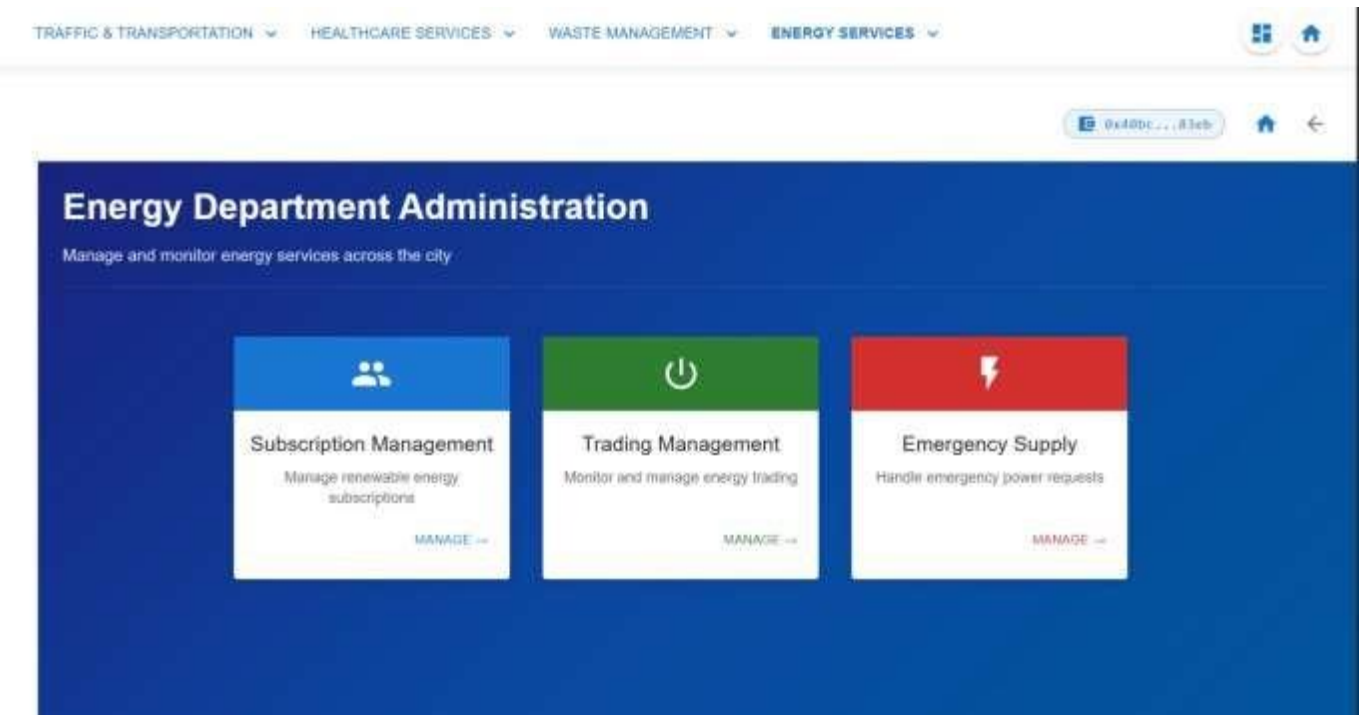 TRAFFIC & TRANSPORTATION
HEALTHCARE SERVICES
WASTE MANAGEMENT
ENERGY SERVICES
0x40bc...83eb
Energy Department Administration
Manage and monitor energy services across the city
Subscription Management
Manage renewable energy
subscriptions
MANAGE →
Trading Management
Monitor and manage energy trading
MANAGE →
Emergency Supply
Handle emergency power requests
MANAGE →